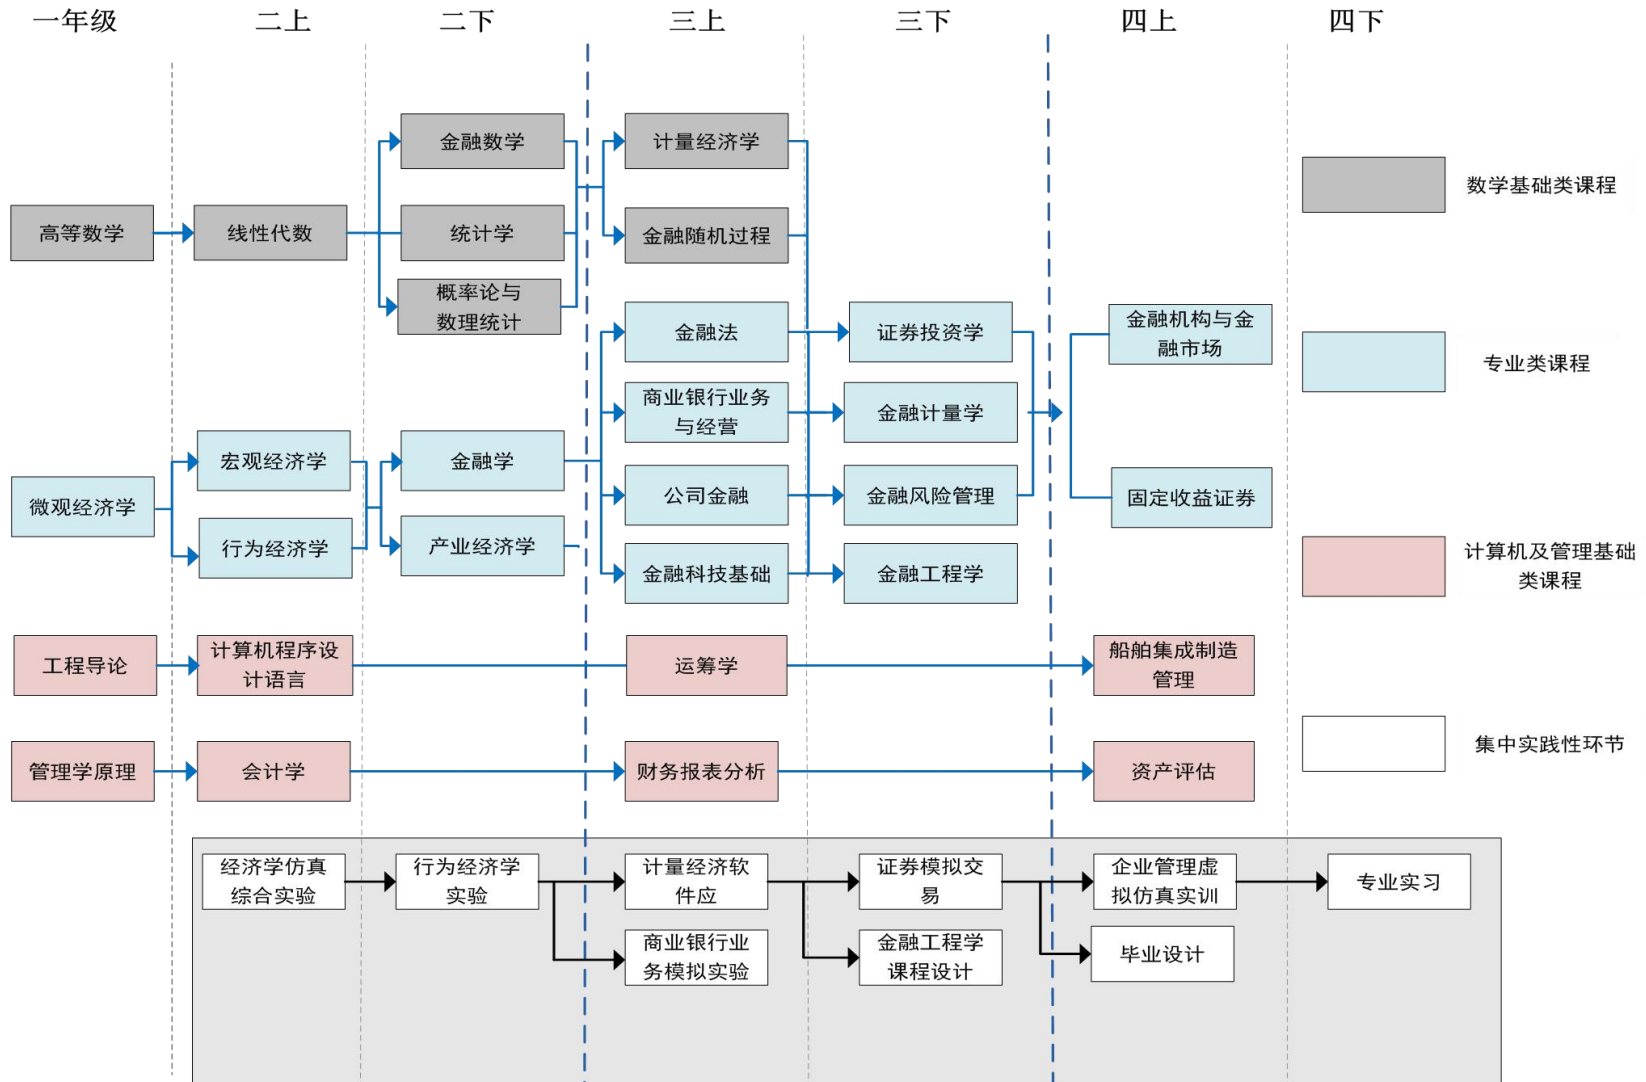 一年级
二上
二下
三上
三下
四上
四下
金融数学
计量经济学
数学基础类课程
高等数学
线性代数
统计学
金融随机过程
概率论与
数理统计
金融法
证券投资学
金融机构与金
融市场
专业类课程
商业银行业务
与经营
金融计量学
宏观经济学
金融学
微观经济学
公司金融
金融风险管理
固定收益证券
行为经济学
产业经济学
金融科技基础
金融工程学
计算机及管理基础
类课程
工程导论
计算机程序设
计语言
运筹学
船舶集成制造
管理
管理学原理
会计学
财务报表分析
资产评估
集中实践性环节
经济学仿真
综合实验
行为经济学
实验
计量经济软
件应
证券模拟交
易
企业管理虚
拟仿真实训
专业实习
商业银行业
务模拟实验
金融工程学
课程设计
毕业设计